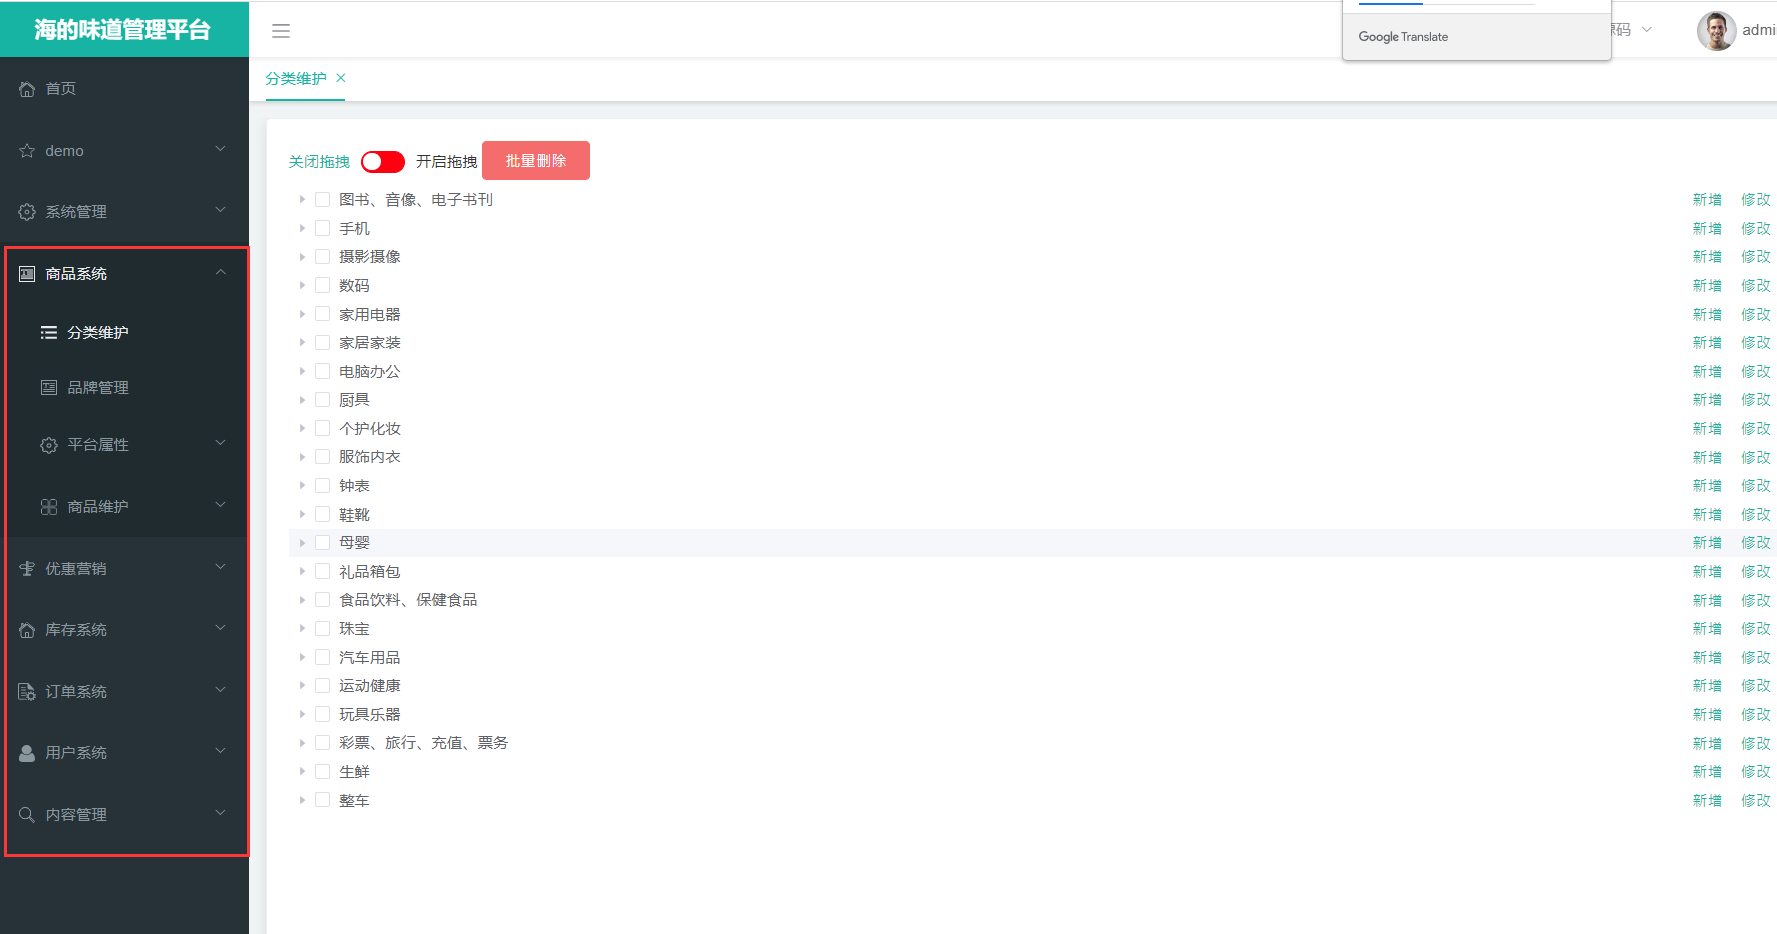 海的味道管理平台
源码
admi
Google Translate
首页
demo
系统管理
商品系统
分类维护
品牌管理
平台属性
商品维护
优惠营销
库存系统
订单系统
用户系统
内容管理
分类维护 ×
关闭拖拽 开启拖拽 批量删除
图书、音像、电子书刊 新增 修改
手机 新增 修改
摄影摄像 新增 修改
数码 新增 修改
家用电器 新增 修改
家居家装 新增 修改
电脑办公 新增 修改
厨具 新增 修改
个护化妆 新增 修改
服饰内衣 新增 修改
钟表 新增 修改
鞋靴 新增 修改
母婴 新增 修改
礼品箱包 新增 修改
食品饮料、保健食品 新增 修改
珠宝 新增 修改
汽车用品 新增 修改
运动健康 新增 修改
玩具乐器 新增 修改
彩票、旅行、充值、票务 新增 修改
生鲜 新增 修改
整车 新增 修改